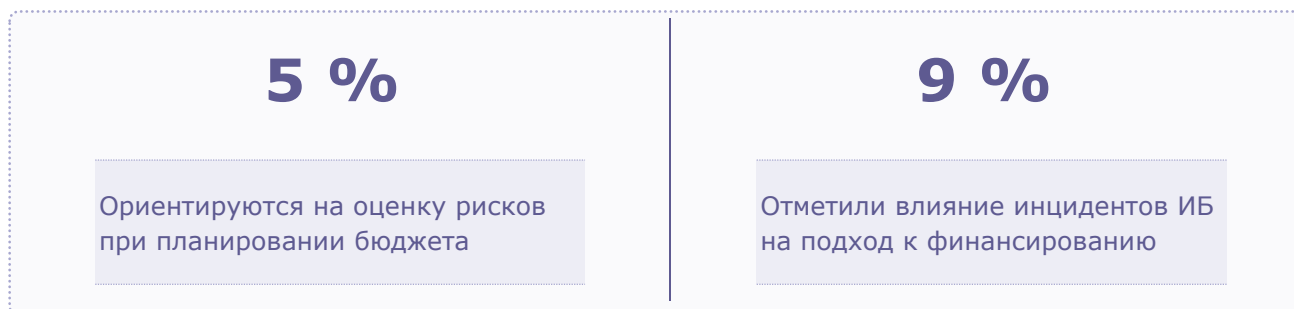 5 %
Ориентируются на оценку рисков
при планировании бюджета
9 %
Отметили влияние инцидентов ИБ
на подход к финансированию